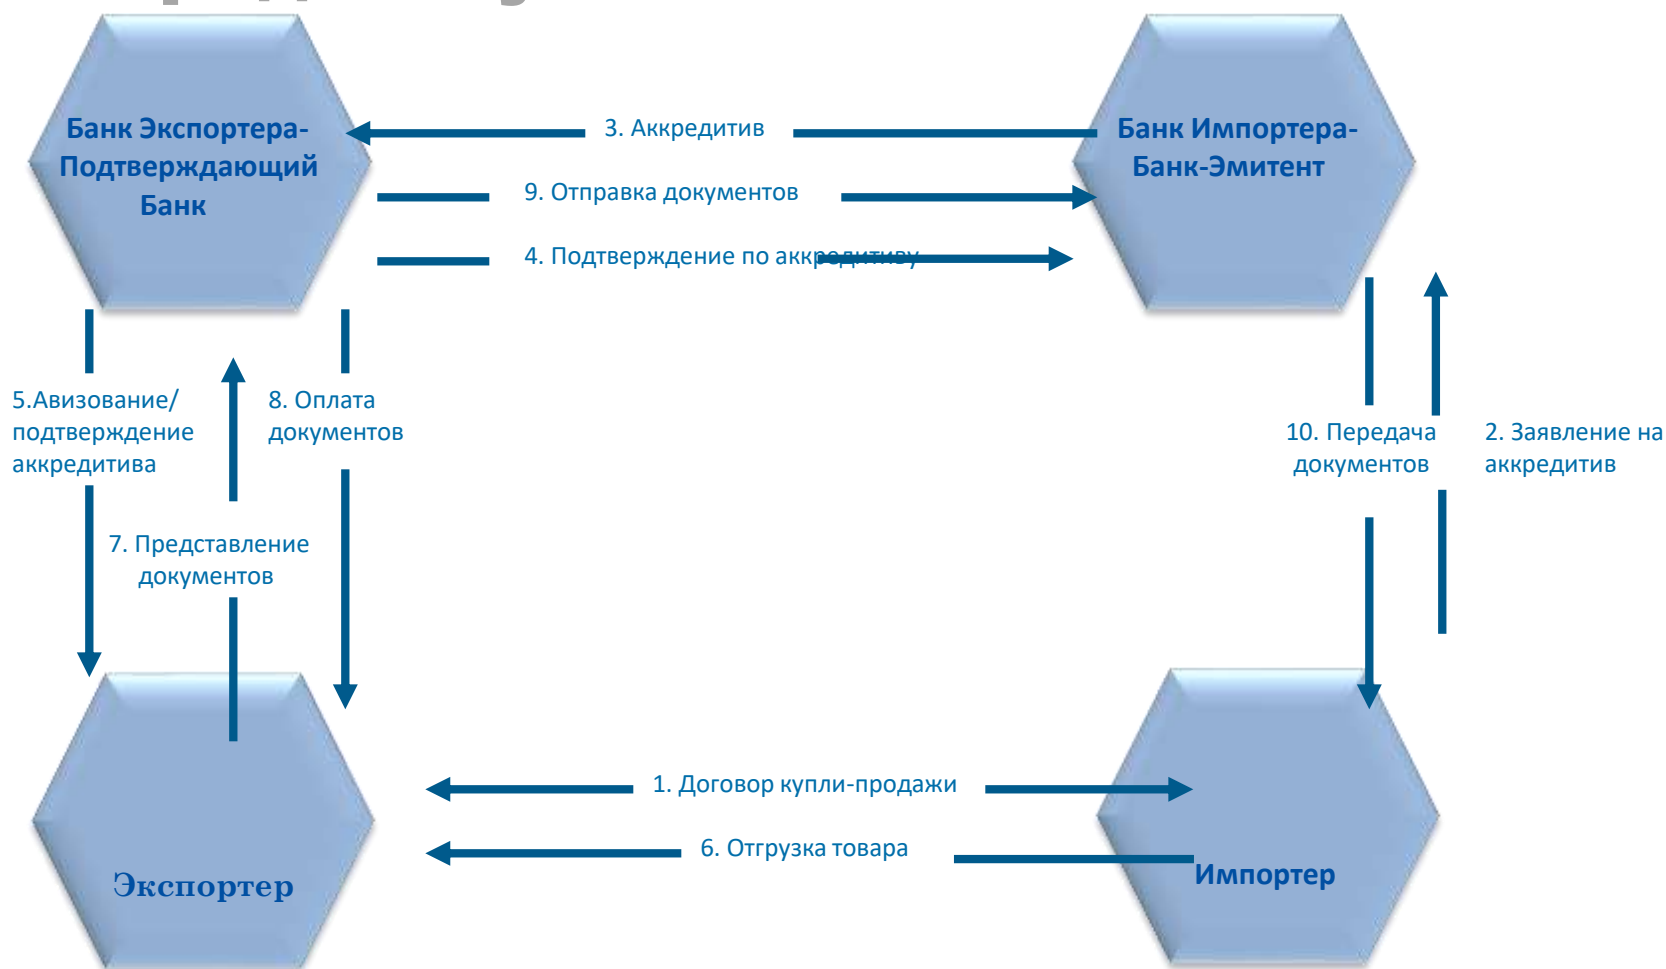 Банк Экспортера-
Подтверждающий
Банк
3. Аккредитив
9. Отправка документов
4. Подтверждение по аккредитиву
Банк Импортера-
Банк-Эмитент
5.Авизование/
подтверждение
аккредитива
8. Оплата
документов
7. Представление
документов
10. Передача
документов
2. Заявление на
аккредитив
1. Договор купли-продажи
6. Отгрузка товара
Экспортер
Импортер